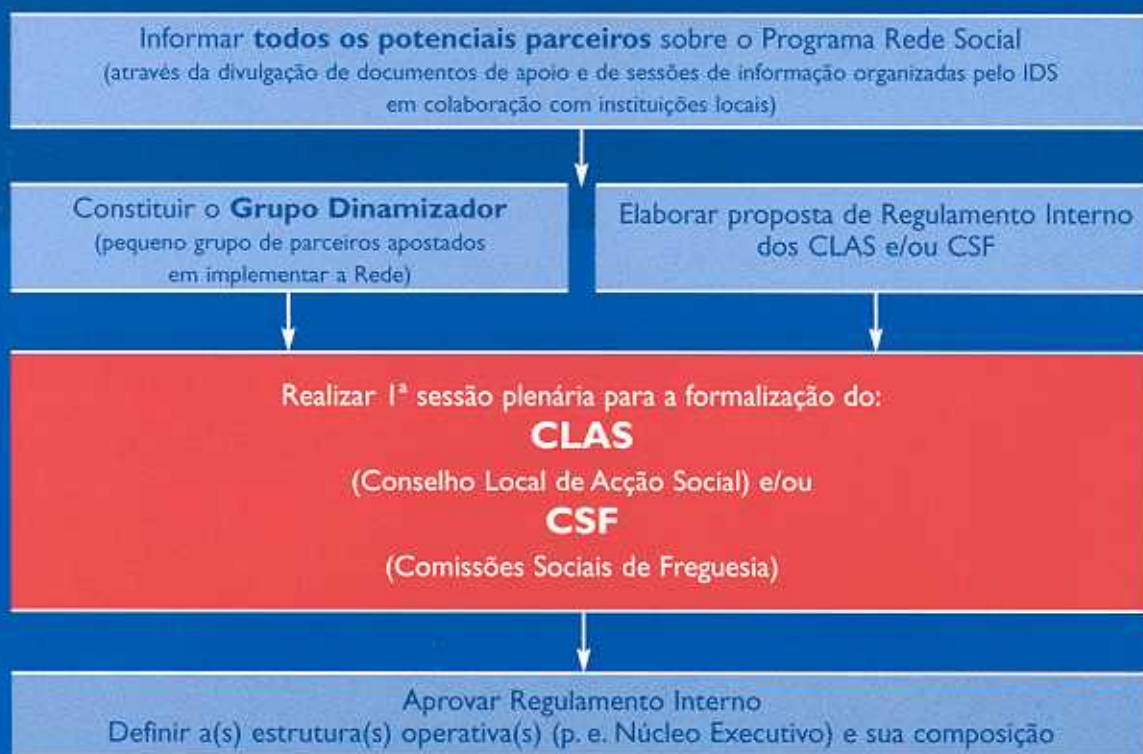 Informar todos os potenciais parceiros sobre o Programa Rede Social
(através da divulgação de documentos de apoio e de sessões de informação organizadas pelo IDS
em colaboração com instituições locais)
Constituir o Grupo Dinamizador
(pequeno grupo de parceiros apostados
em implementar a Rede)
Elaborar proposta de Regulamento Interno
dos CLAS e/ou CSF
Realizar 1ª sessão plenária para a formalização do:
CLAS
(Conselho Local de Acção Social) e/ou
CSF
(Comissões Sociais de Freguesia)
Aprovar Regulamento Interno
Definir a(s) estrutura(s) operativa(s) (p. e. Núcleo Executivo) e sua composição